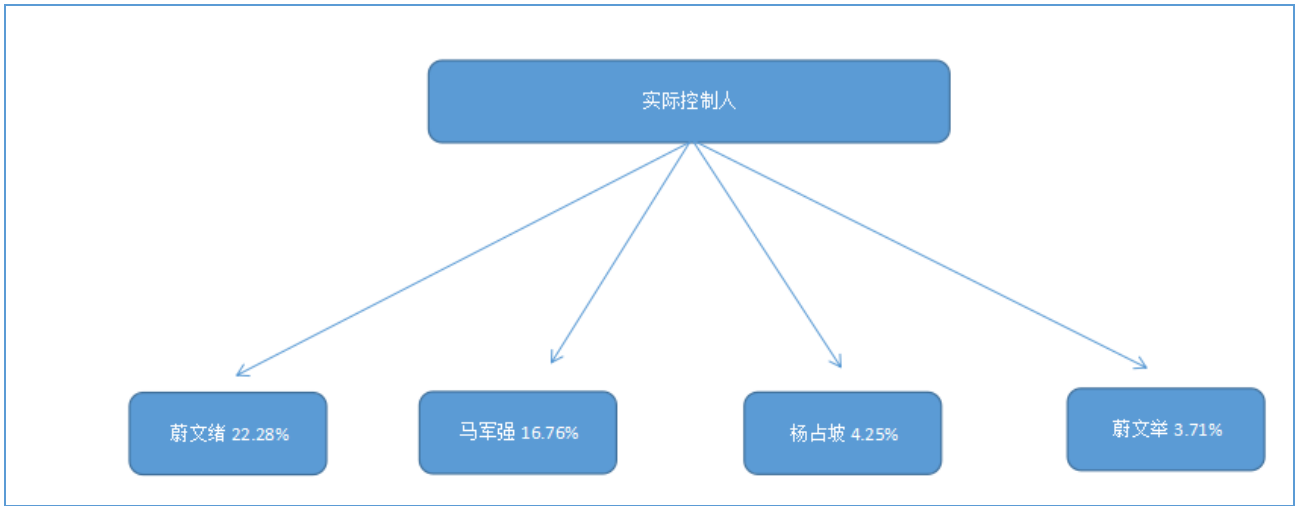 实际控制人
蔚文绪 22.28%
马军强 16.76%
杨占坡 4.25%
蔚文举 3.71%